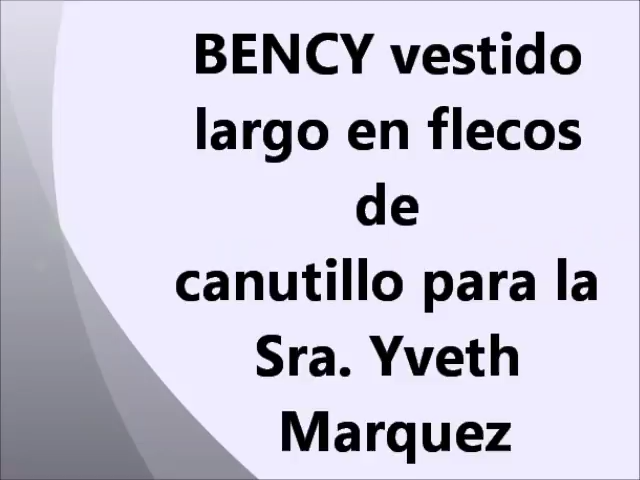 BENCY vestido
largo en flecos
de
canutillo para la
Sra. Yveth
Marquez